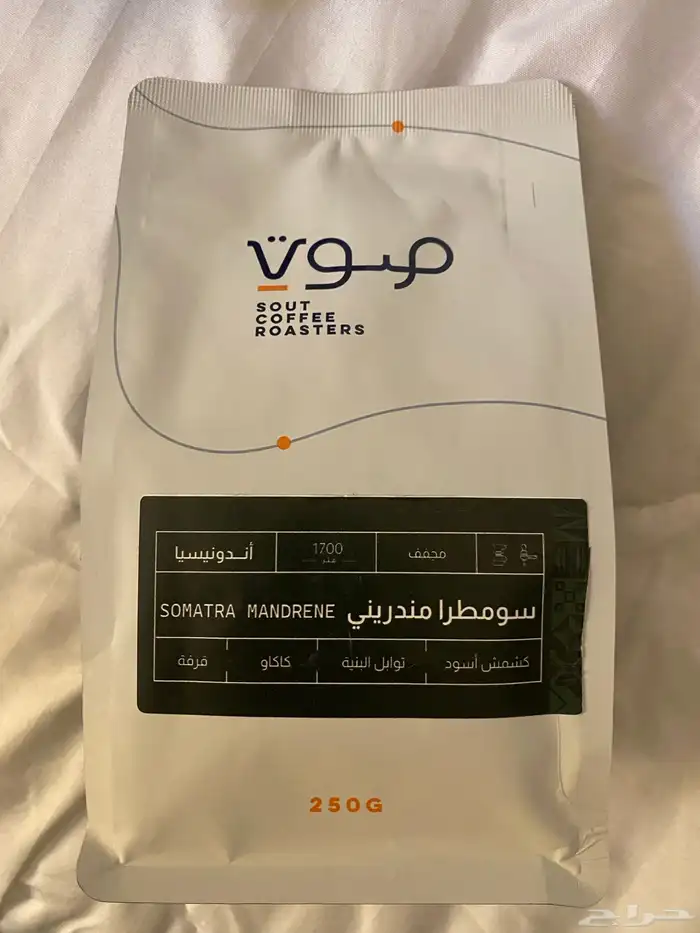 صوت
SOUT
COFFEE
ROASTERS
مجفف 1700 متر أندونيسيا
سومطرا مندريني SOMATRA MANDRENE
كشمش أسود توابل البنية كاكاو قرفة
250G
حراج